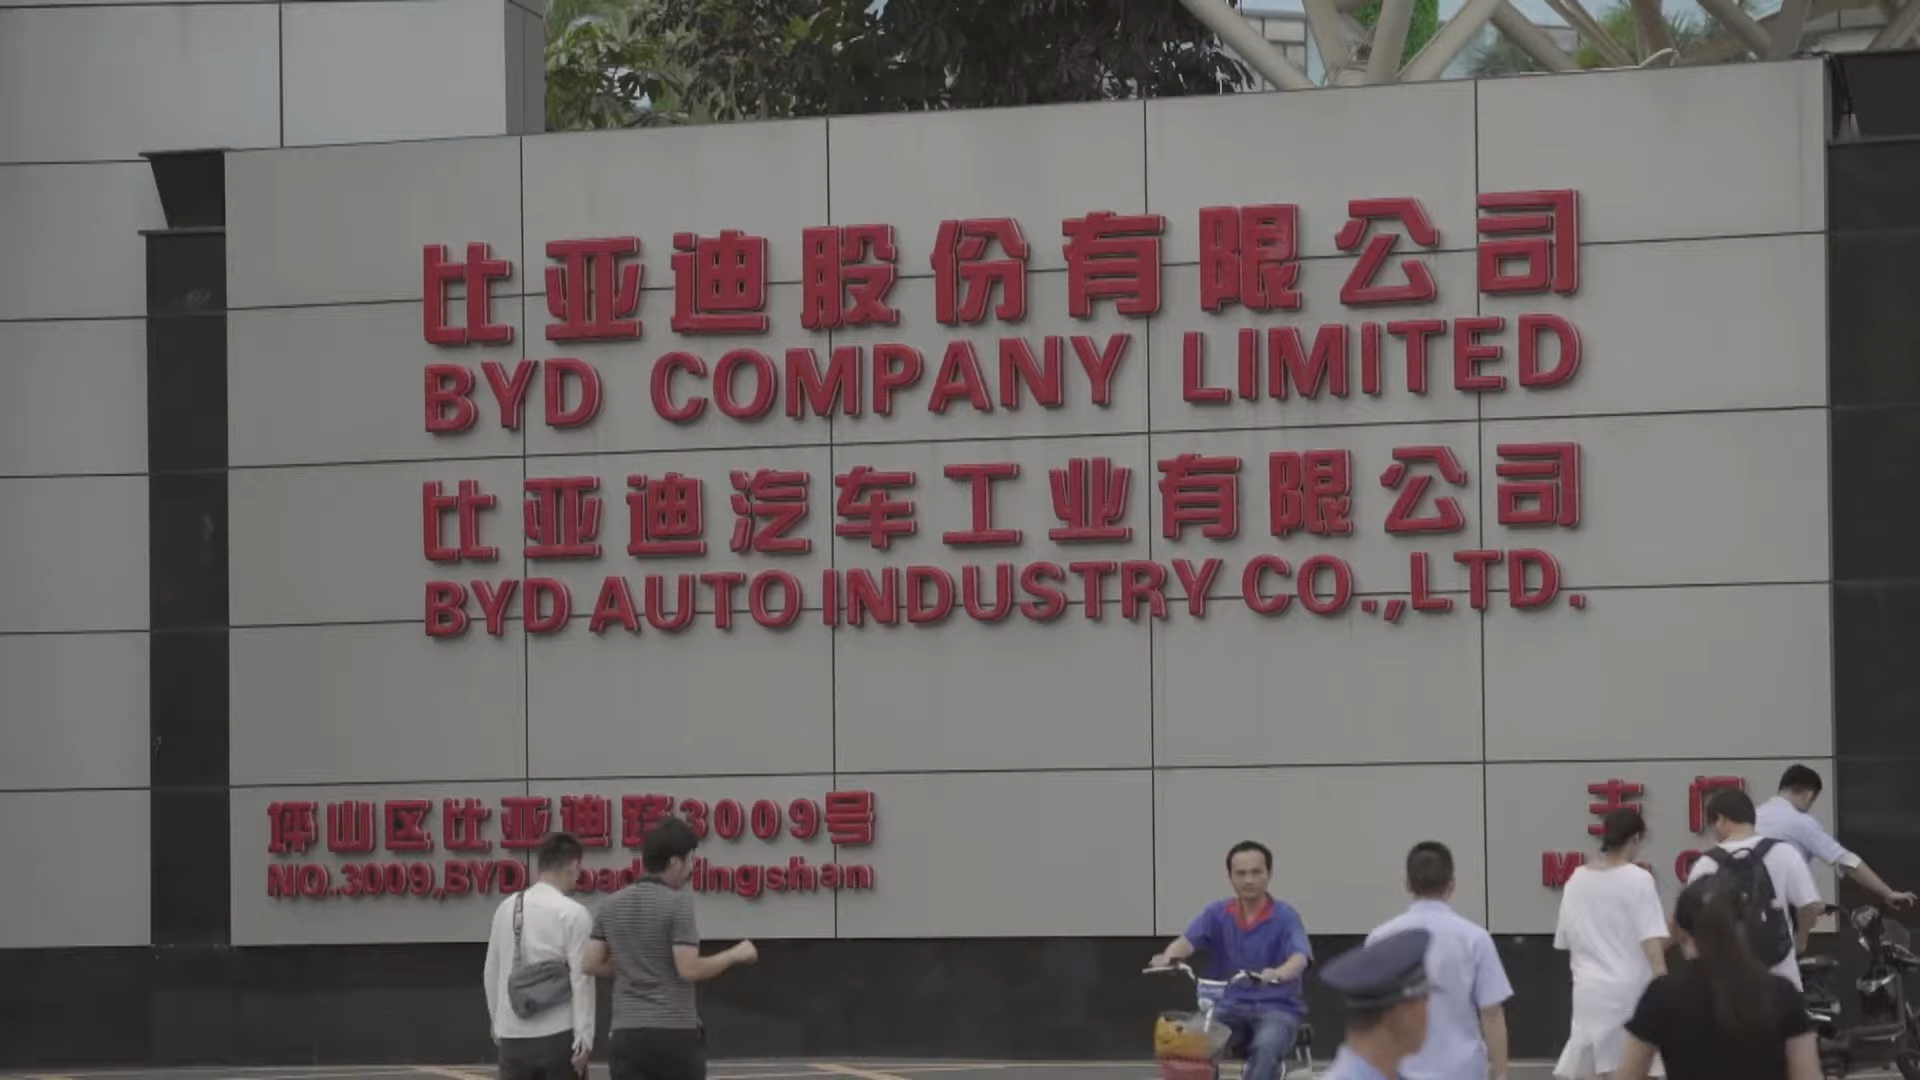 比亚迪股份有限公司
BYD COMPANY LIMITED
比亚迪汽车工业有限公司
BYD AUTO INDUSTRY CO.,LTD.
坪山区比亚迪路3009号
NO.3009,BYD
主门